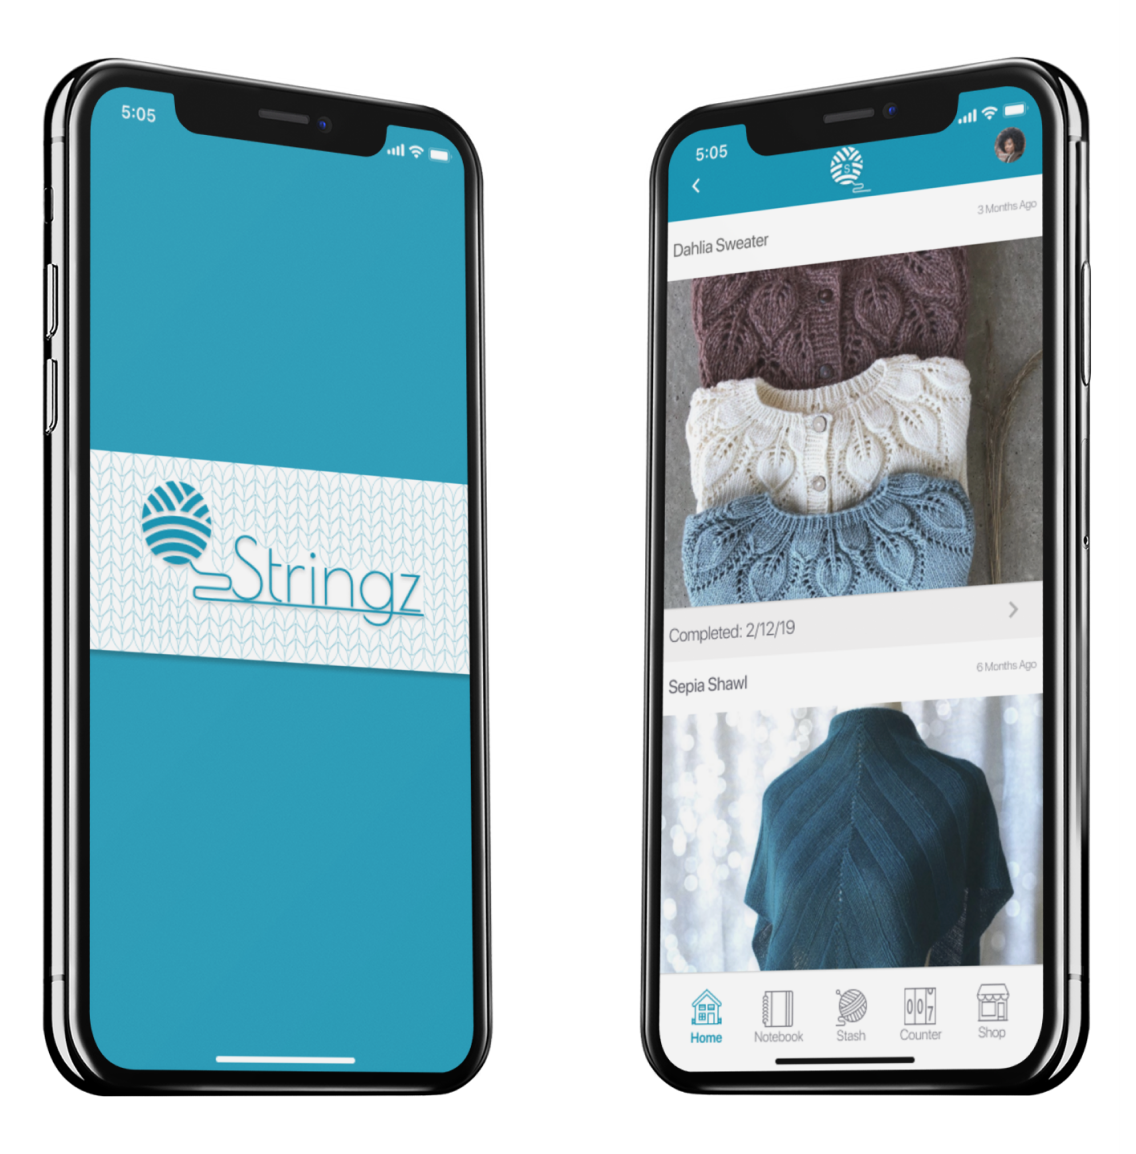 5:05
Stringz
5:05
S
3 Months Ago
Dahlia Sweater
Completed: 2/12/19
6 Months Ago
Sepia Shawl
007
Home
Notebook
Stash
Counter
Shop